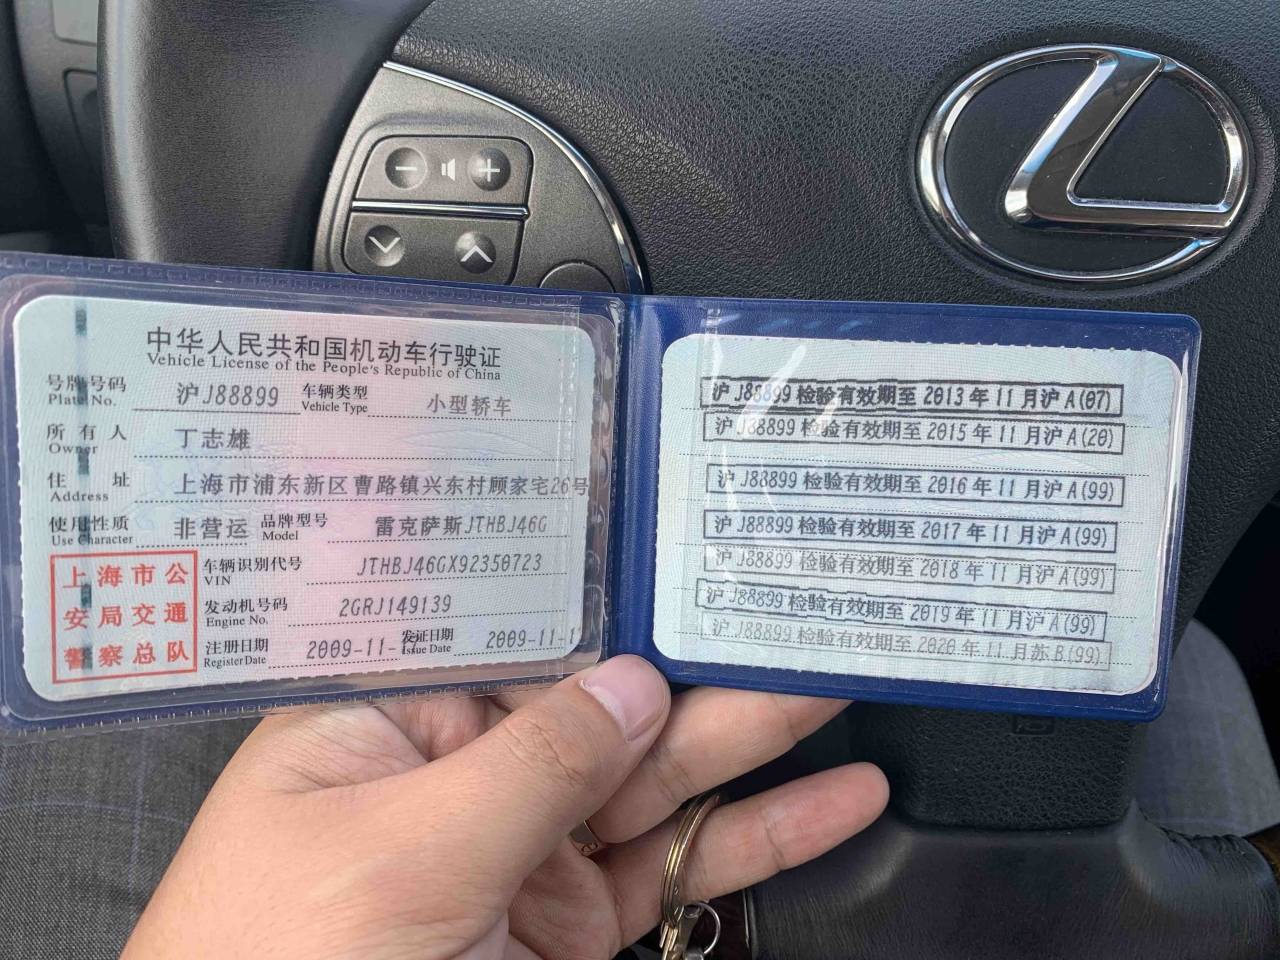 中华人民共和国机动车行驶证
Vehicle License of the People's Republic of China
号牌号码 沪J88899 车辆类型 小型轿车
Plate No. Vehicle Type
所有人 丁志雄
Owner
住址 上海市浦东新区曹路镇兴东村顾家宅26号
Address
使用性质 非营运 品牌型号 雷克萨斯JTHBJ46G
Use Character Model
上海市公安局交通警察总队
车辆识别代号 JTHBJ46GX92350723
VIN
发动机号码 2GRJ149139
Engine No.
注册日期 2009-11- 发证日期 2009-11-1
Register Date Issue Date
沪J88899检验有效期至2013年11月沪A(07)
沪J88899检验有效期至2015年11月沪A(20)
沪J88899检验有效期至2016年11月沪A(99)
沪J88899检验有效期至2017年11月沪A(99)
沪J88899检验有效期至2018年11月沪A(99)
沪J88899检验有效期至2019年11月沪A(99)
沪J88899检验有效期至2020年11月苏B(99)